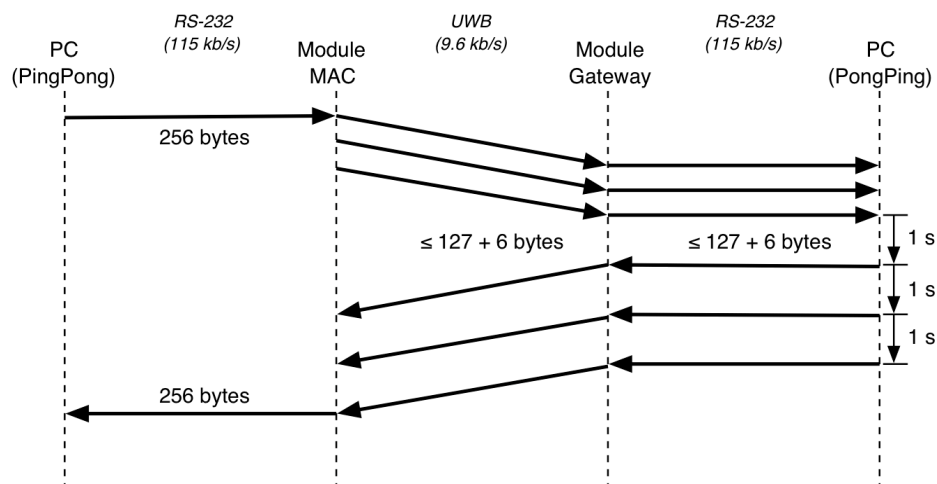 RS-232
(115 kb/s)
UWB
(9.6 kb/s)
RS-232
(115 kb/s)
PC
(PingPong)
Module
MAC
Module
Gateway
PC
(PongPing)
256 bytes
≤ 127 + 6 bytes
≤ 127 + 6 bytes
1 s
1 s
1 s
256 bytes